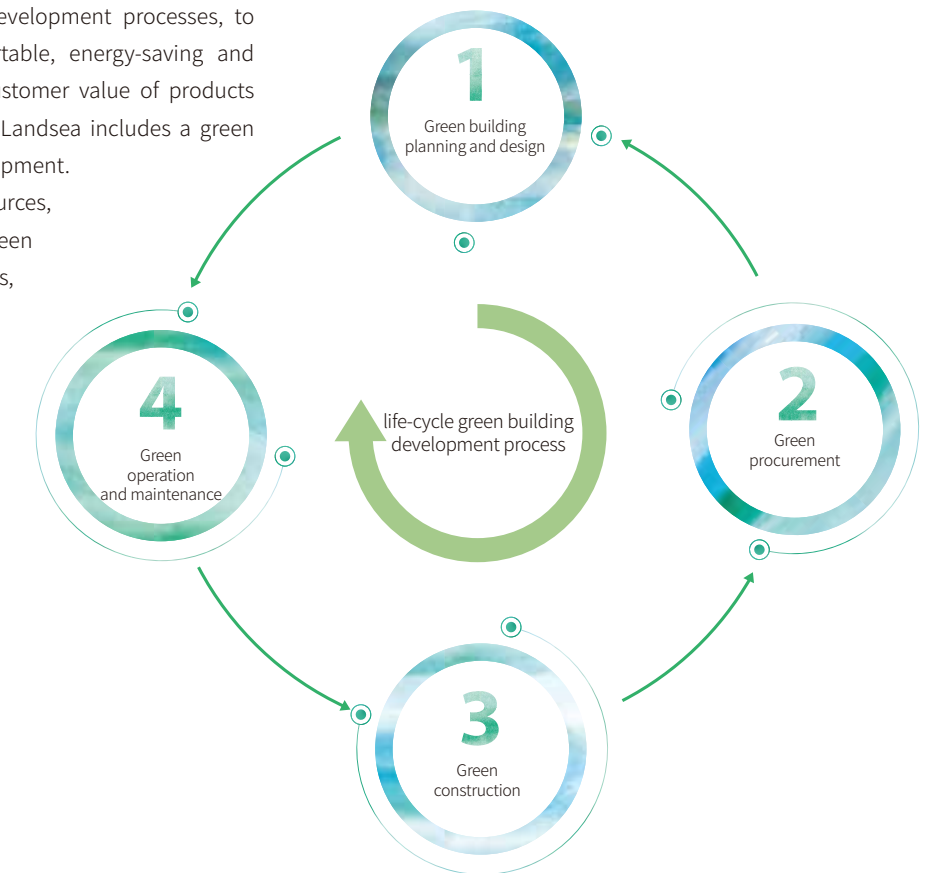 evelopment processes, to
rtable, energy-saving and
ustomer value of products
Landsea includes a green
pment.
urces,
een
s,
1
Green building
planning and design
2
Green
procurement
3
Green
construction
4
Green
operation
and maintenance
life-cycle green building
development process